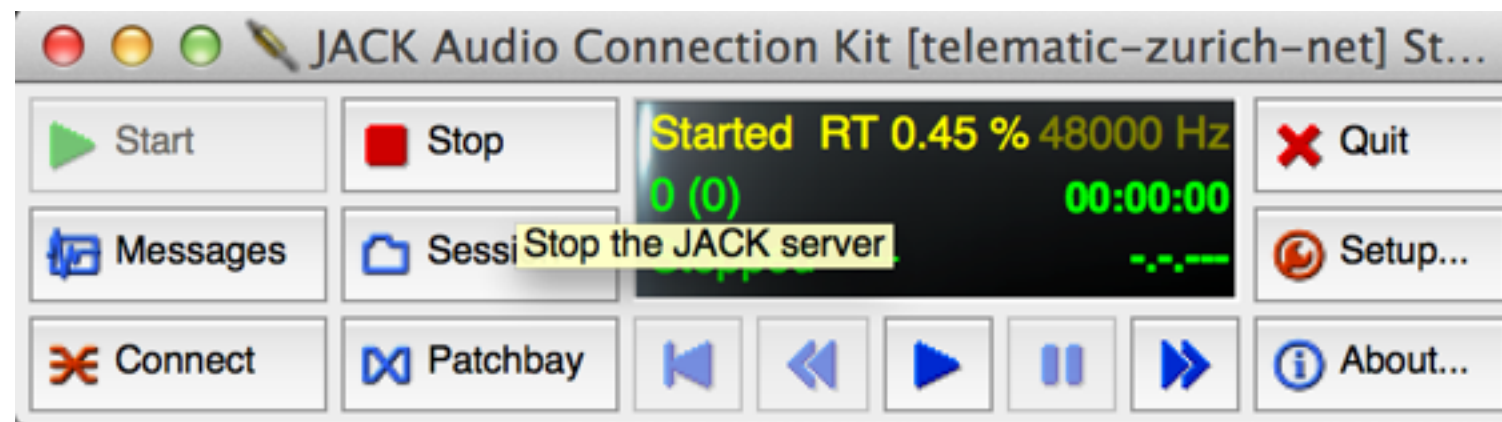 JACK Audio Connection Kit [telematic-zurich-net] St...
Start Stop Started RT 0.45 % 48000 Hz Quit
0 (0) 00:00:00
Messages Sessi Stop the JACK server -.-.--- Setup...
Connect Patchbay About...